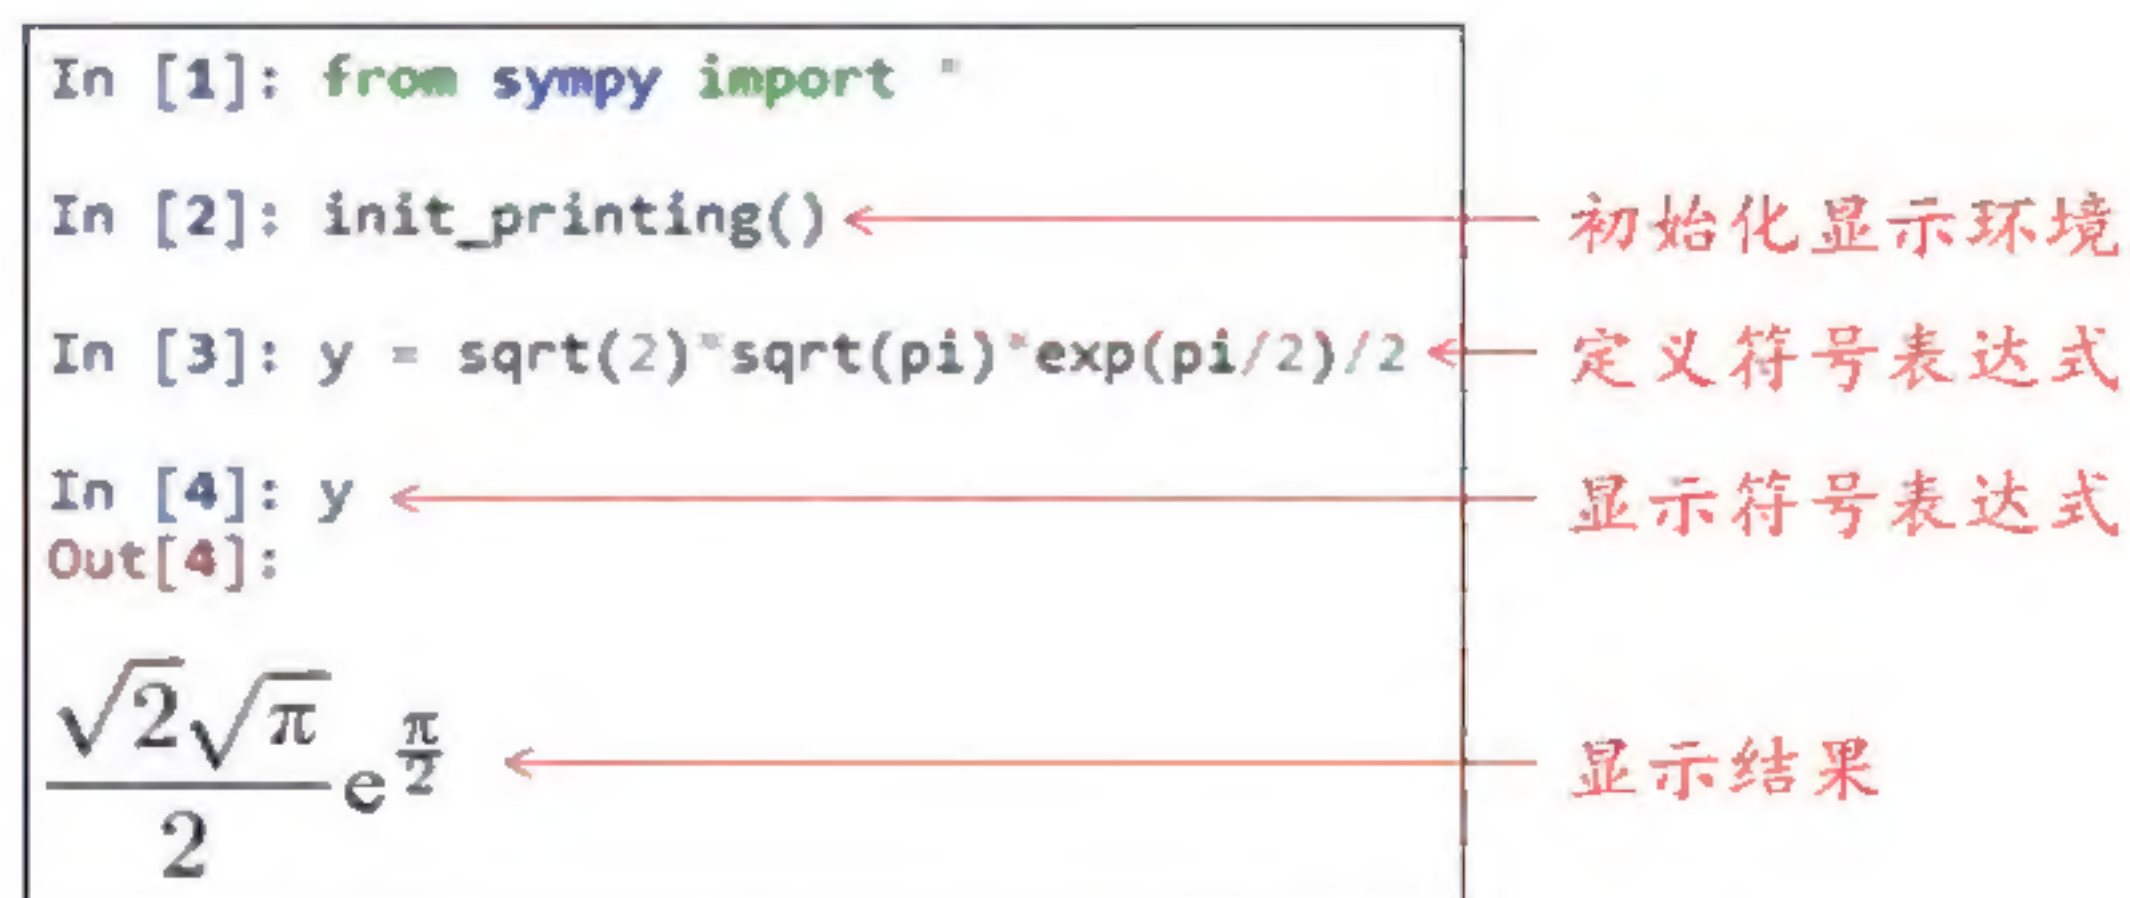 In [1]: from sympy import *
In [2]: init_printing() 初始化显示环境
In [3]: y = sqrt(2)*sqrt(pi)*exp(pi/2)/2 定义符号表达式
In [4]: y 显示符号表达式
Out[4]:
√2√π/2 e^(π/2) 显示结果